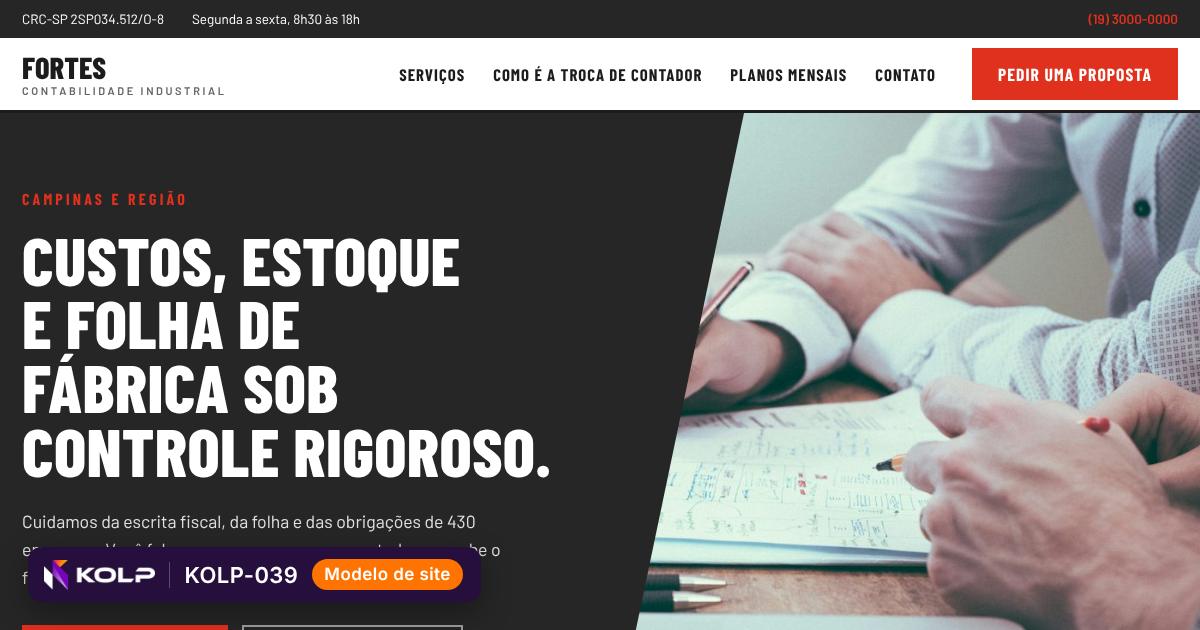 CRC-SP 2SP034.512/O-8
Segunda a sexta, 8h30 às 18h
(19) 3000-0000
FORTES
CONTABILIDADE INDUSTRIAL
SERVIÇOS
COMO É A TROCA DE CONTADOR
PLANOS MENSAIS
CONTATO
PEDIR UMA PROPOSTA
CAMPINAS E REGIÃO
CUSTOS, ESTOQUE
E FOLHA DE
FÁBRICA SOB
CONTROLE RIGOROSO.
Cuidamos da escrita fiscal, da folha e das obrigações de 430
KOLP
KOLP-039
Modelo de site